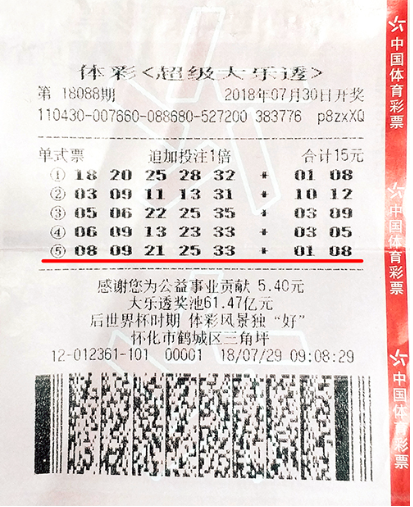 体彩<超级大乐透>
第 18088期 2018年07月30日开奖
110430-007660-088680-527200 383776 p8zxXQ
单式票 追加投注1倍 合计15元
① 18 20 25 28 32 * 01 08
② 03 09 11 13 31 * 10 12
③ 05 06 22 25 35 * 03 09
④ 06 09 13 23 33 * 03 05
⑤ 08 09 21 25 33 * 01 08
感谢您为公益事业贡献 5.40元
大乐透奖池61.47亿元
后世界杯时期 体彩风景独“好”
怀化市鹤城区三角坪
12-012361-101 00001 18/07/29 09:08:29
中国体育彩票
中国体育彩票
中国体育彩票